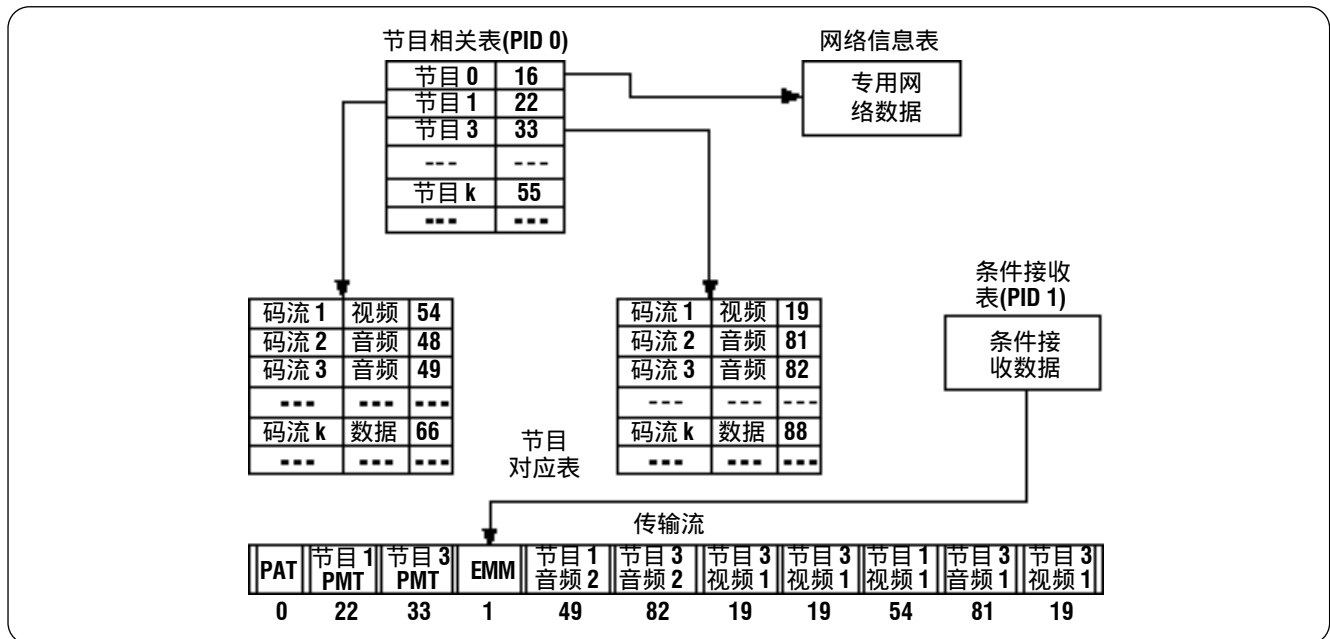 节目相关表(PID 0)
节目 0 16
节目 1 22
节目 3 33
--- ---
节目 k 55
--- ---
网络信息表
专用网
络数据
码流 1 视频 54
码流 2 音频 48
码流 3 音频 49
--- --- ---
码流 k 数据 66
--- --- ---
节目
对应表
码流 1 视频 19
码流 2 音频 81
码流 3 音频 82
--- --- ---
码流 k 数据 88
--- --- ---
条件接收
表(PID 1)
条件接
收数据
传输流
PAT
节目 1
PMT
节目 3
PMT
EMM
节目 1
音频 2
节目 3
音频 2
节目 3
视频 1
节目 3
视频 1
节目 1
视频 1
节目 3
音频 1
节目 3
视频 1
0 22 33 1 49 82 19 19 54 81 19